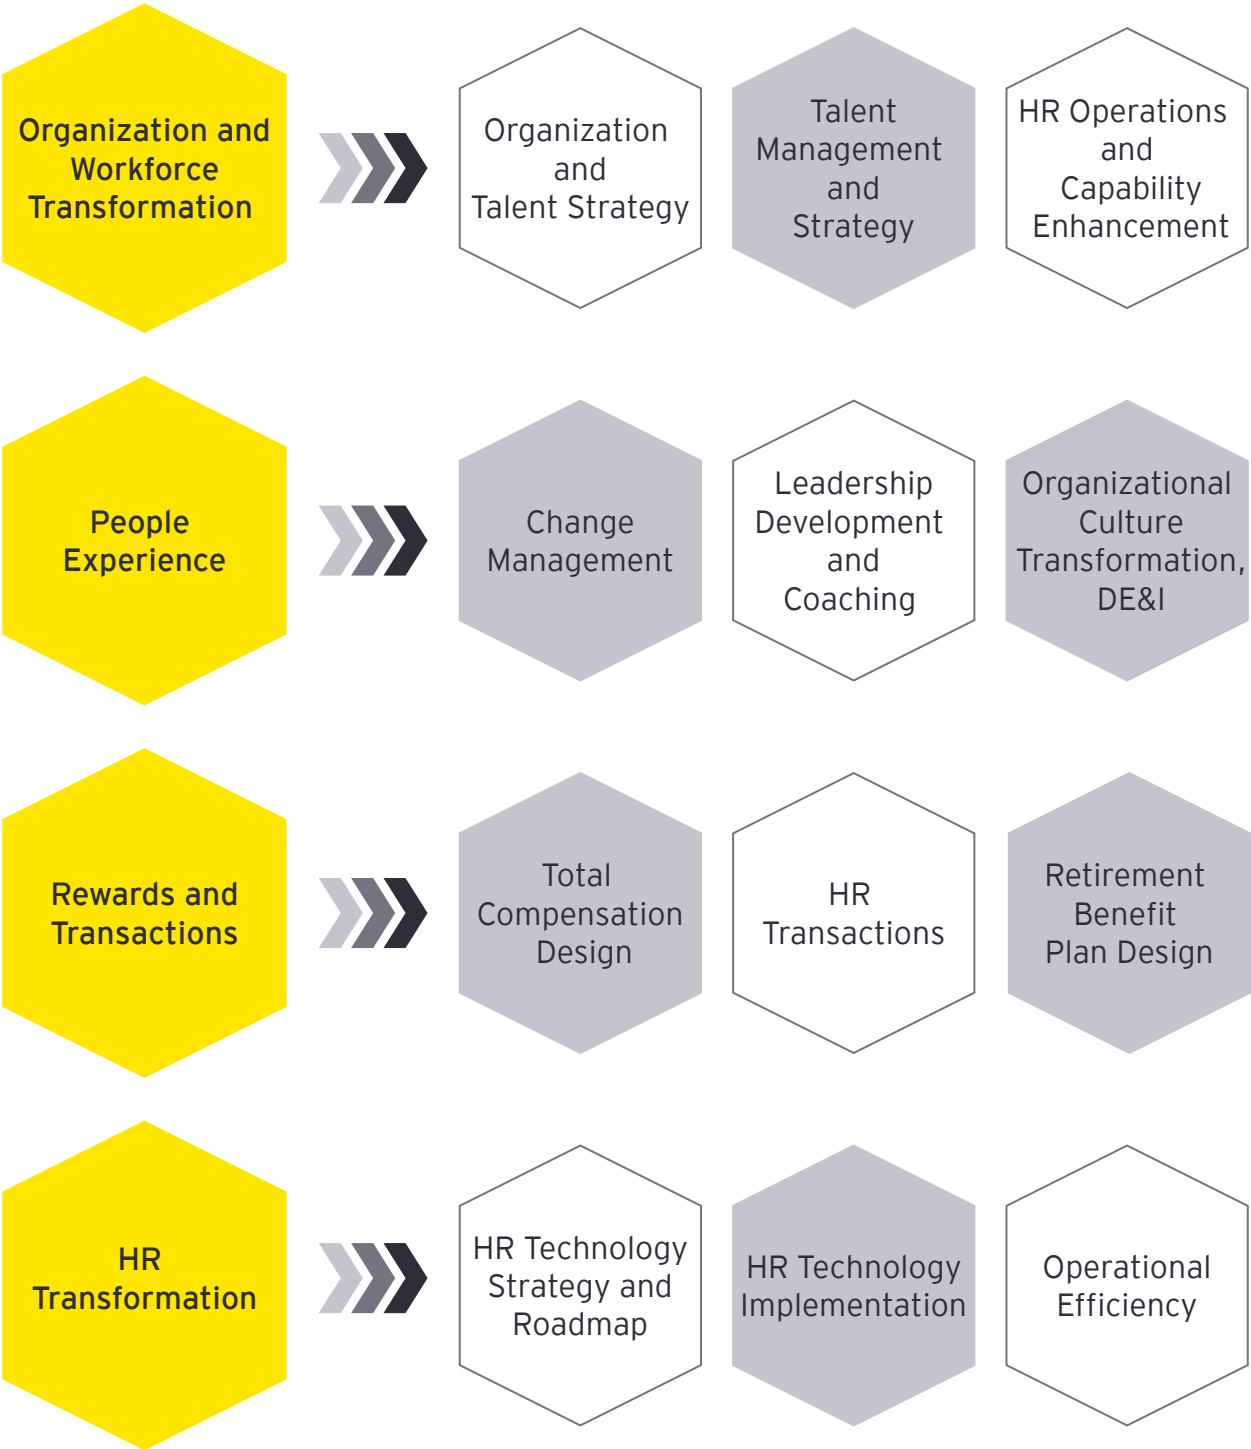 Organization and
Workforce
Transformation
Organization
and
Talent Strategy
Talent
Management
and
Strategy
HR Operations
and
Capability
Enhancement
People
Experience
Change
Management
Leadership
Development
and
Coaching
Organizational
Culture
Transformation,
DE&I
Rewards and
Transactions
Total
Compensation
Design
HR
Transactions
Retirement
Benefit
Plan Design
HR
Transformation
HR Technology
Strategy and
Roadmap
HR Technology
Implementation
Operational
Efficiency